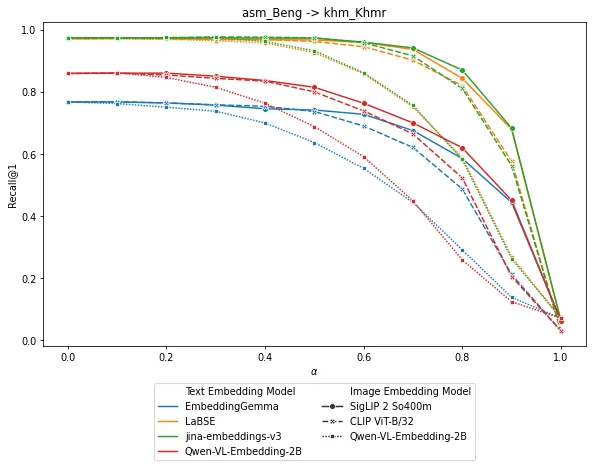 asm_Beng -> khm_Khmr
1.0
0.8
0.6
0.4
0.2
0.0
Recall@1
0.0 0.2 0.4 0.6 0.8 1.0
α
Text Embedding Model Image Embedding Model
EmbeddingGemma SigLIP 2 So400m
LaBSE CLIP ViT-B/32
jina-embeddings-v3 Qwen-VL-Embedding-2B
Qwen-VL-Embedding-2B